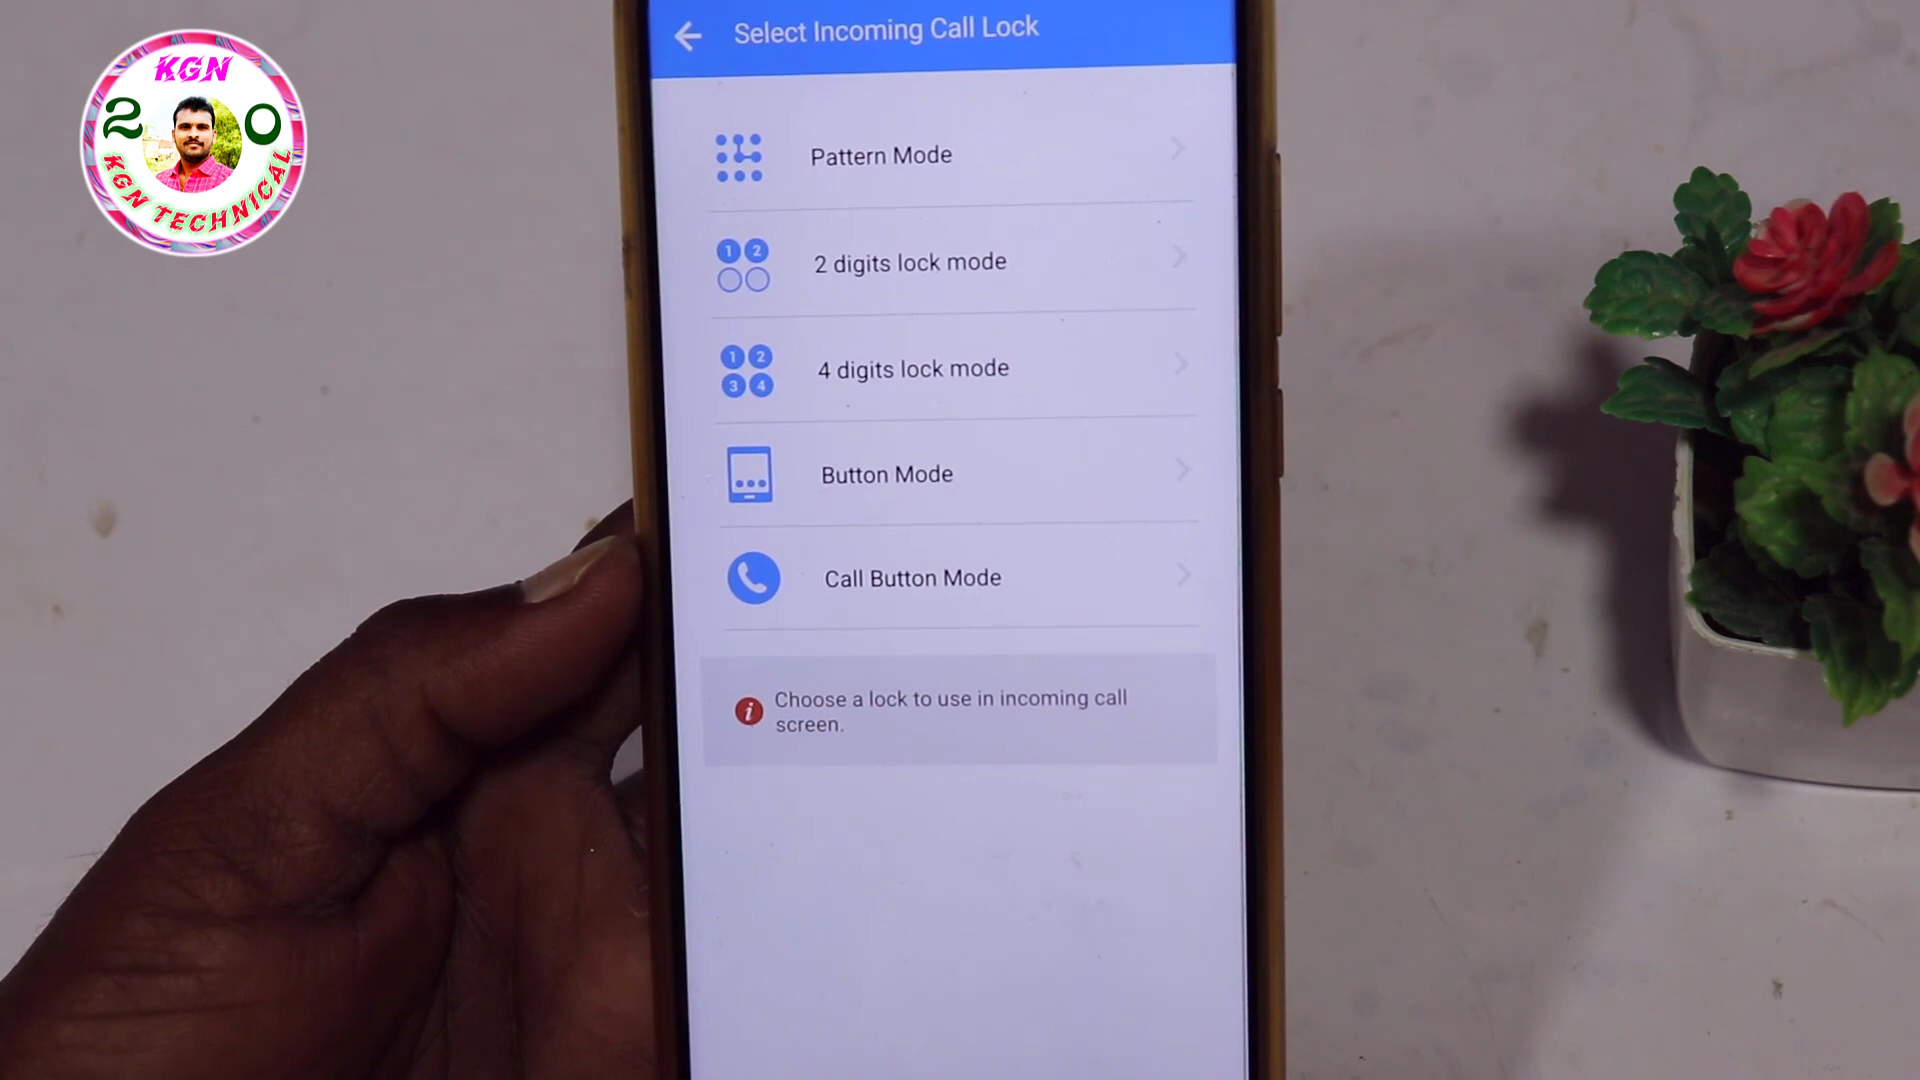 KGN
2 0
KGN TECHNICAL
Select Incoming Call Lock
Pattern Mode
1 2
2 digits lock mode
1 2
3 4
4 digits lock mode
Button Mode
Call Button Mode
i
Choose a lock to use in incoming call
screen.